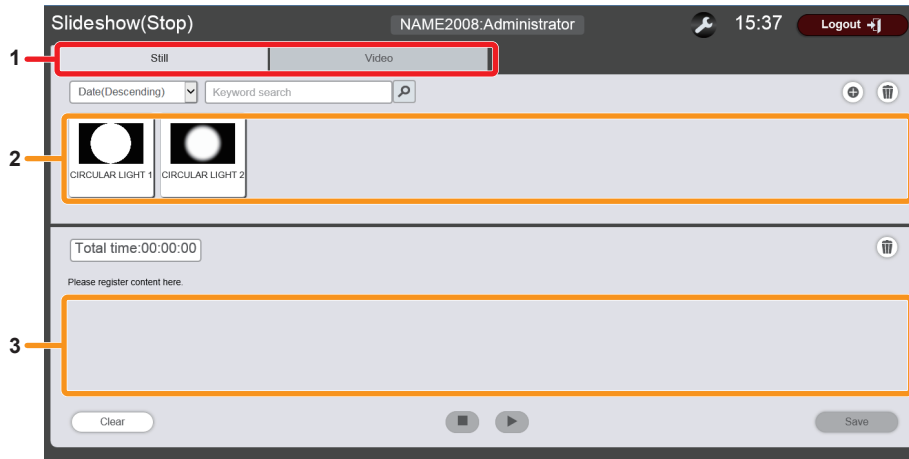 Slideshow(Stop) NAME2008:Administrator 15:37 Logout
1 Still Video
Date(Descending) Keyword search
2
CIRCULAR LIGHT 1 CIRCULAR LIGHT 2
Total time:00:00:00
Please register content here.
3
Clear Save